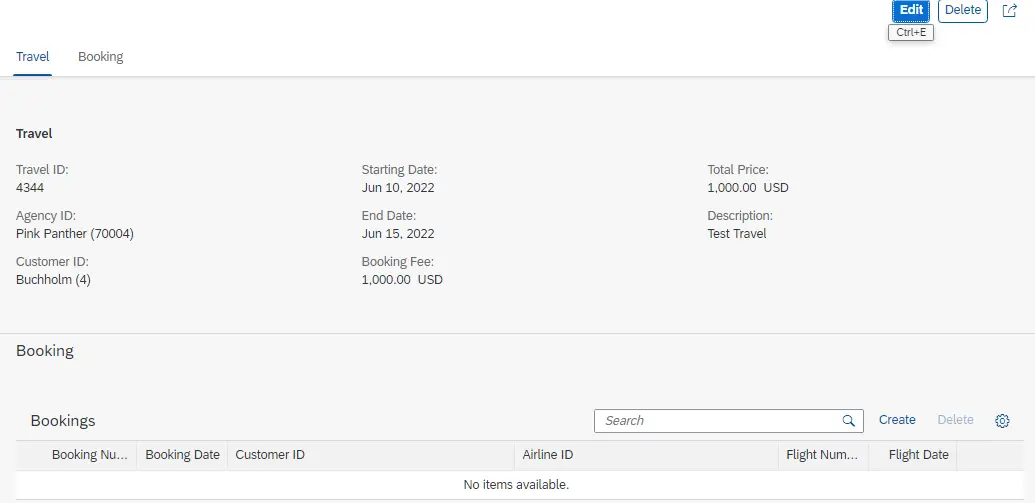 Edit Delete
Ctrl+E
Travel Booking
Travel
Travel ID: Starting Date: Total Price:
4344 Jun 10, 2022 1,000.00 USD
Agency ID: End Date: Description:
Pink Panther (70004) Jun 15, 2022 Test Travel
Customer ID: Booking Fee:
Buchholm (4) 1,000.00 USD
Booking
Bookings Search Create Delete
Booking Nu... Booking Date Customer ID Airline ID Flight Num... Flight Date
No items available.